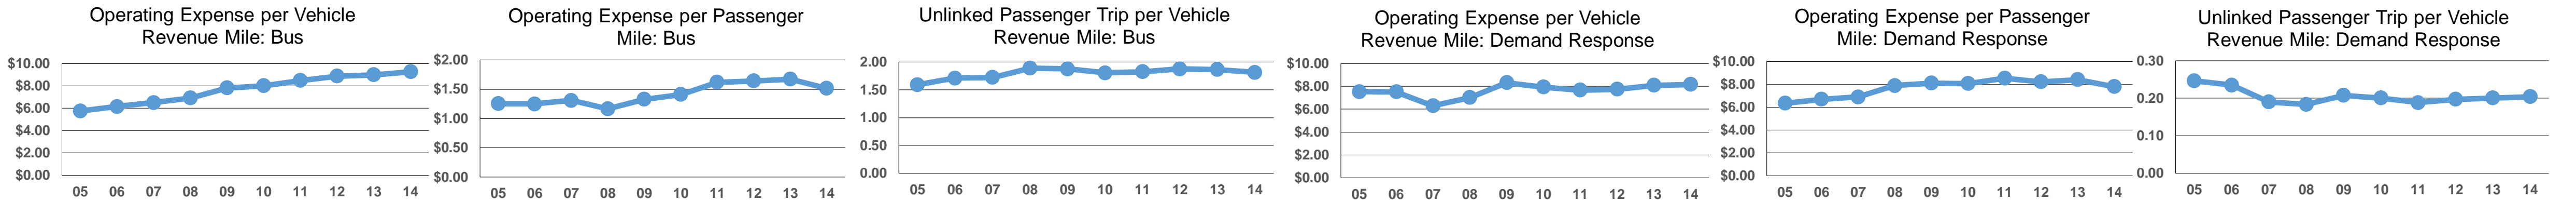 Operating Expense per Vehicle
Revenue Mile: Bus
$10.00
$8.00
$6.00
$4.00
$2.00
$0.00
05 06 07 08 09 10 11 12 13 14
Operating Expense per Passenger
Mile: Bus
$2.00
$1.50
$1.00
$0.50
$0.00
05 06 07 08 09 10 11 12 13 14
Unlinked Passenger Trip per Vehicle
Revenue Mile: Bus
2.00
1.50
1.00
0.50
0.00
05 06 07 08 09 10 11 12 13 14
Operating Expense per Vehicle
Revenue Mile: Demand Response
$10.00
$8.00
$6.00
$4.00
$2.00
$0.00
05 06 07 08 09 10 11 12 13 14
Operating Expense per Passenger
Mile: Demand Response
$10.00
$8.00
$6.00
$4.00
$2.00
$0.00
05 06 07 08 09 10 11 12 13 14
Unlinked Passenger Trip per Vehicle
Revenue Mile: Demand Response
0.30
0.20
0.10
0.00
05 06 07 08 09 10 11 12 13 14